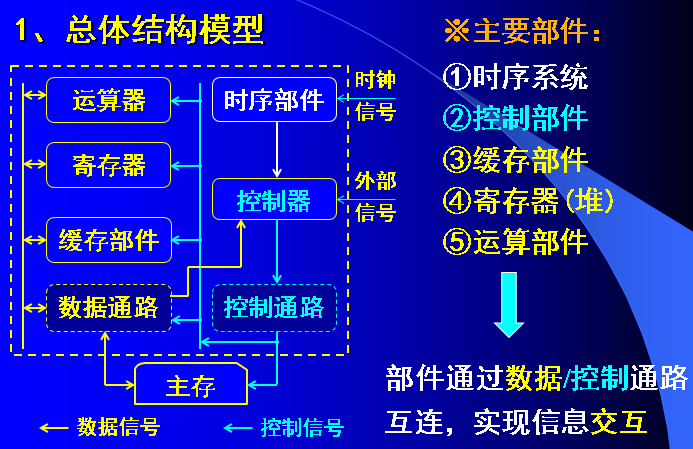 1、总体结构模型
运算器
时序部件
时钟
信号
寄存器
控制器
外部
信号
缓存部件
数据通路
控制通路
主存
数据信号
控制信号
※主要部件：
①时序系统
②控制部件
③缓存部件
④寄存器(堆)
⑤运算部件
部件通过数据/控制通路
互连，实现信息交互